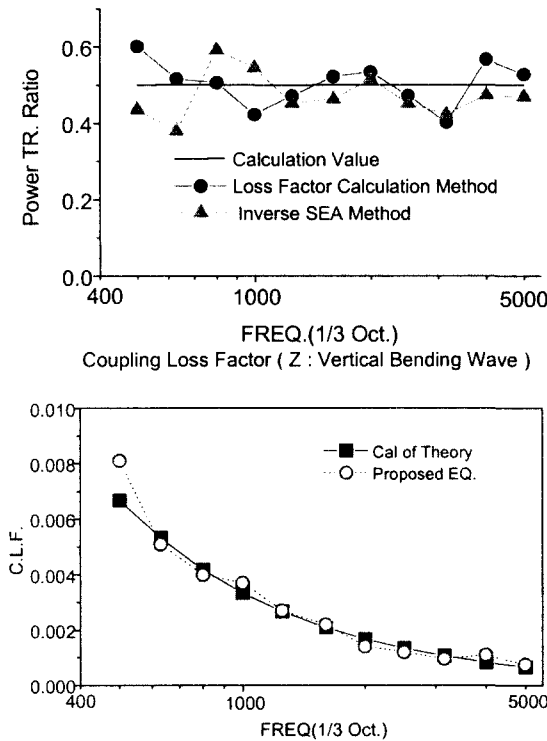 0.6
0.4
0.2
0.0
Power TR. Ratio
Calculation Value
Loss Factor Calculation Method
Inverse SEA Method
400
1000
5000
FREQ.(1/3 Oct.)
Coupling Loss Factor ( Z : Vertical Bending Wave )
0.010
0.008
0.006
0.004
0.002
0.000
C.L.F.
Cal of Theory
Proposed EQ.
400
1000
5000
FREQ(1/3 Oct.)